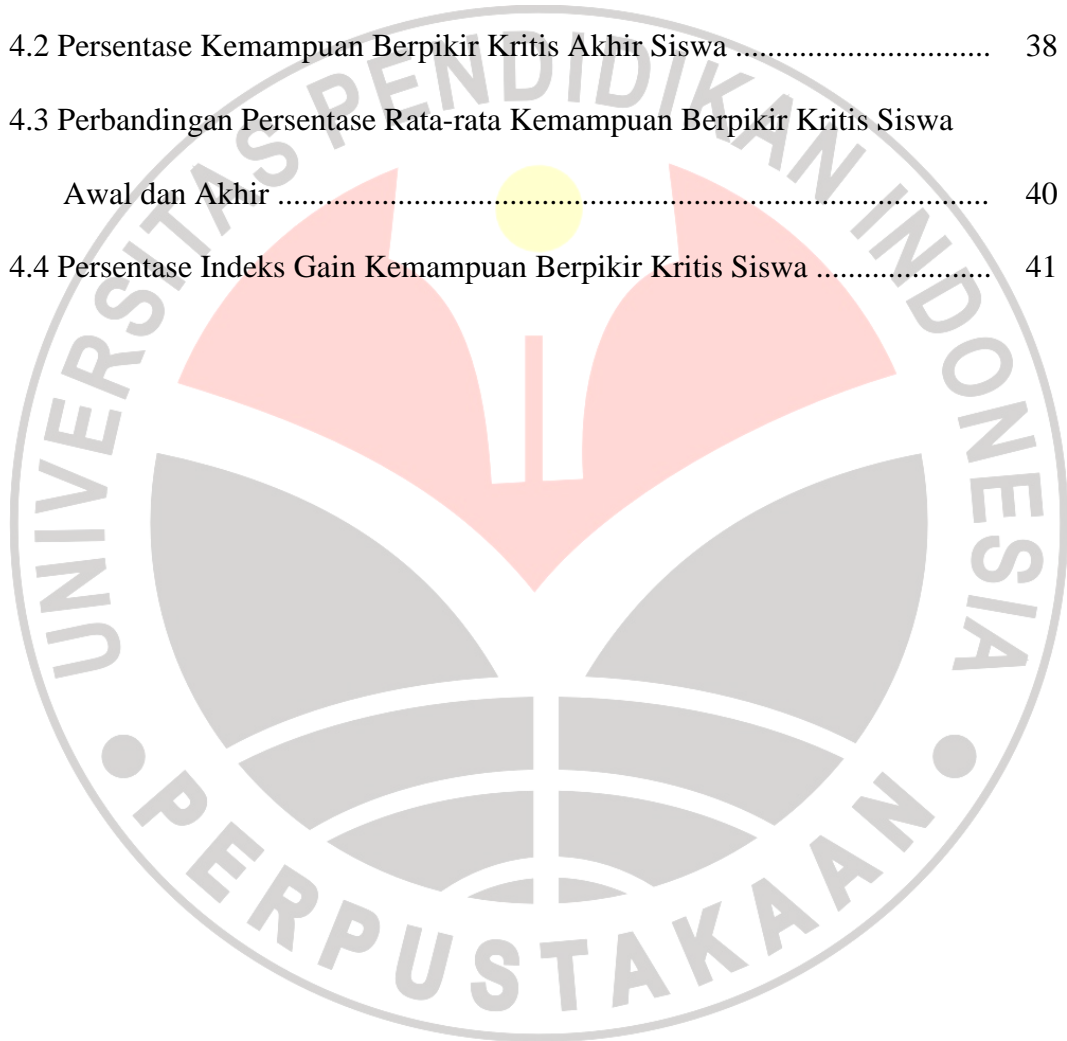 4.2 Persentase Kemampuan Berpikir Kritis Akhir Siswa .............................. 38
4.3 Perbandingan Persentase Rata-rata Kemampuan Berpikir Kritis Siswa
Awal dan Akhir .................................................................................... 40
4.4 Persentase Indeks Gain Kemampuan Berpikir Kritis Siswa ..................... 41
UNIVERSITAS PENDIDIKAN INDONESIA
PERPUSTAKAAN